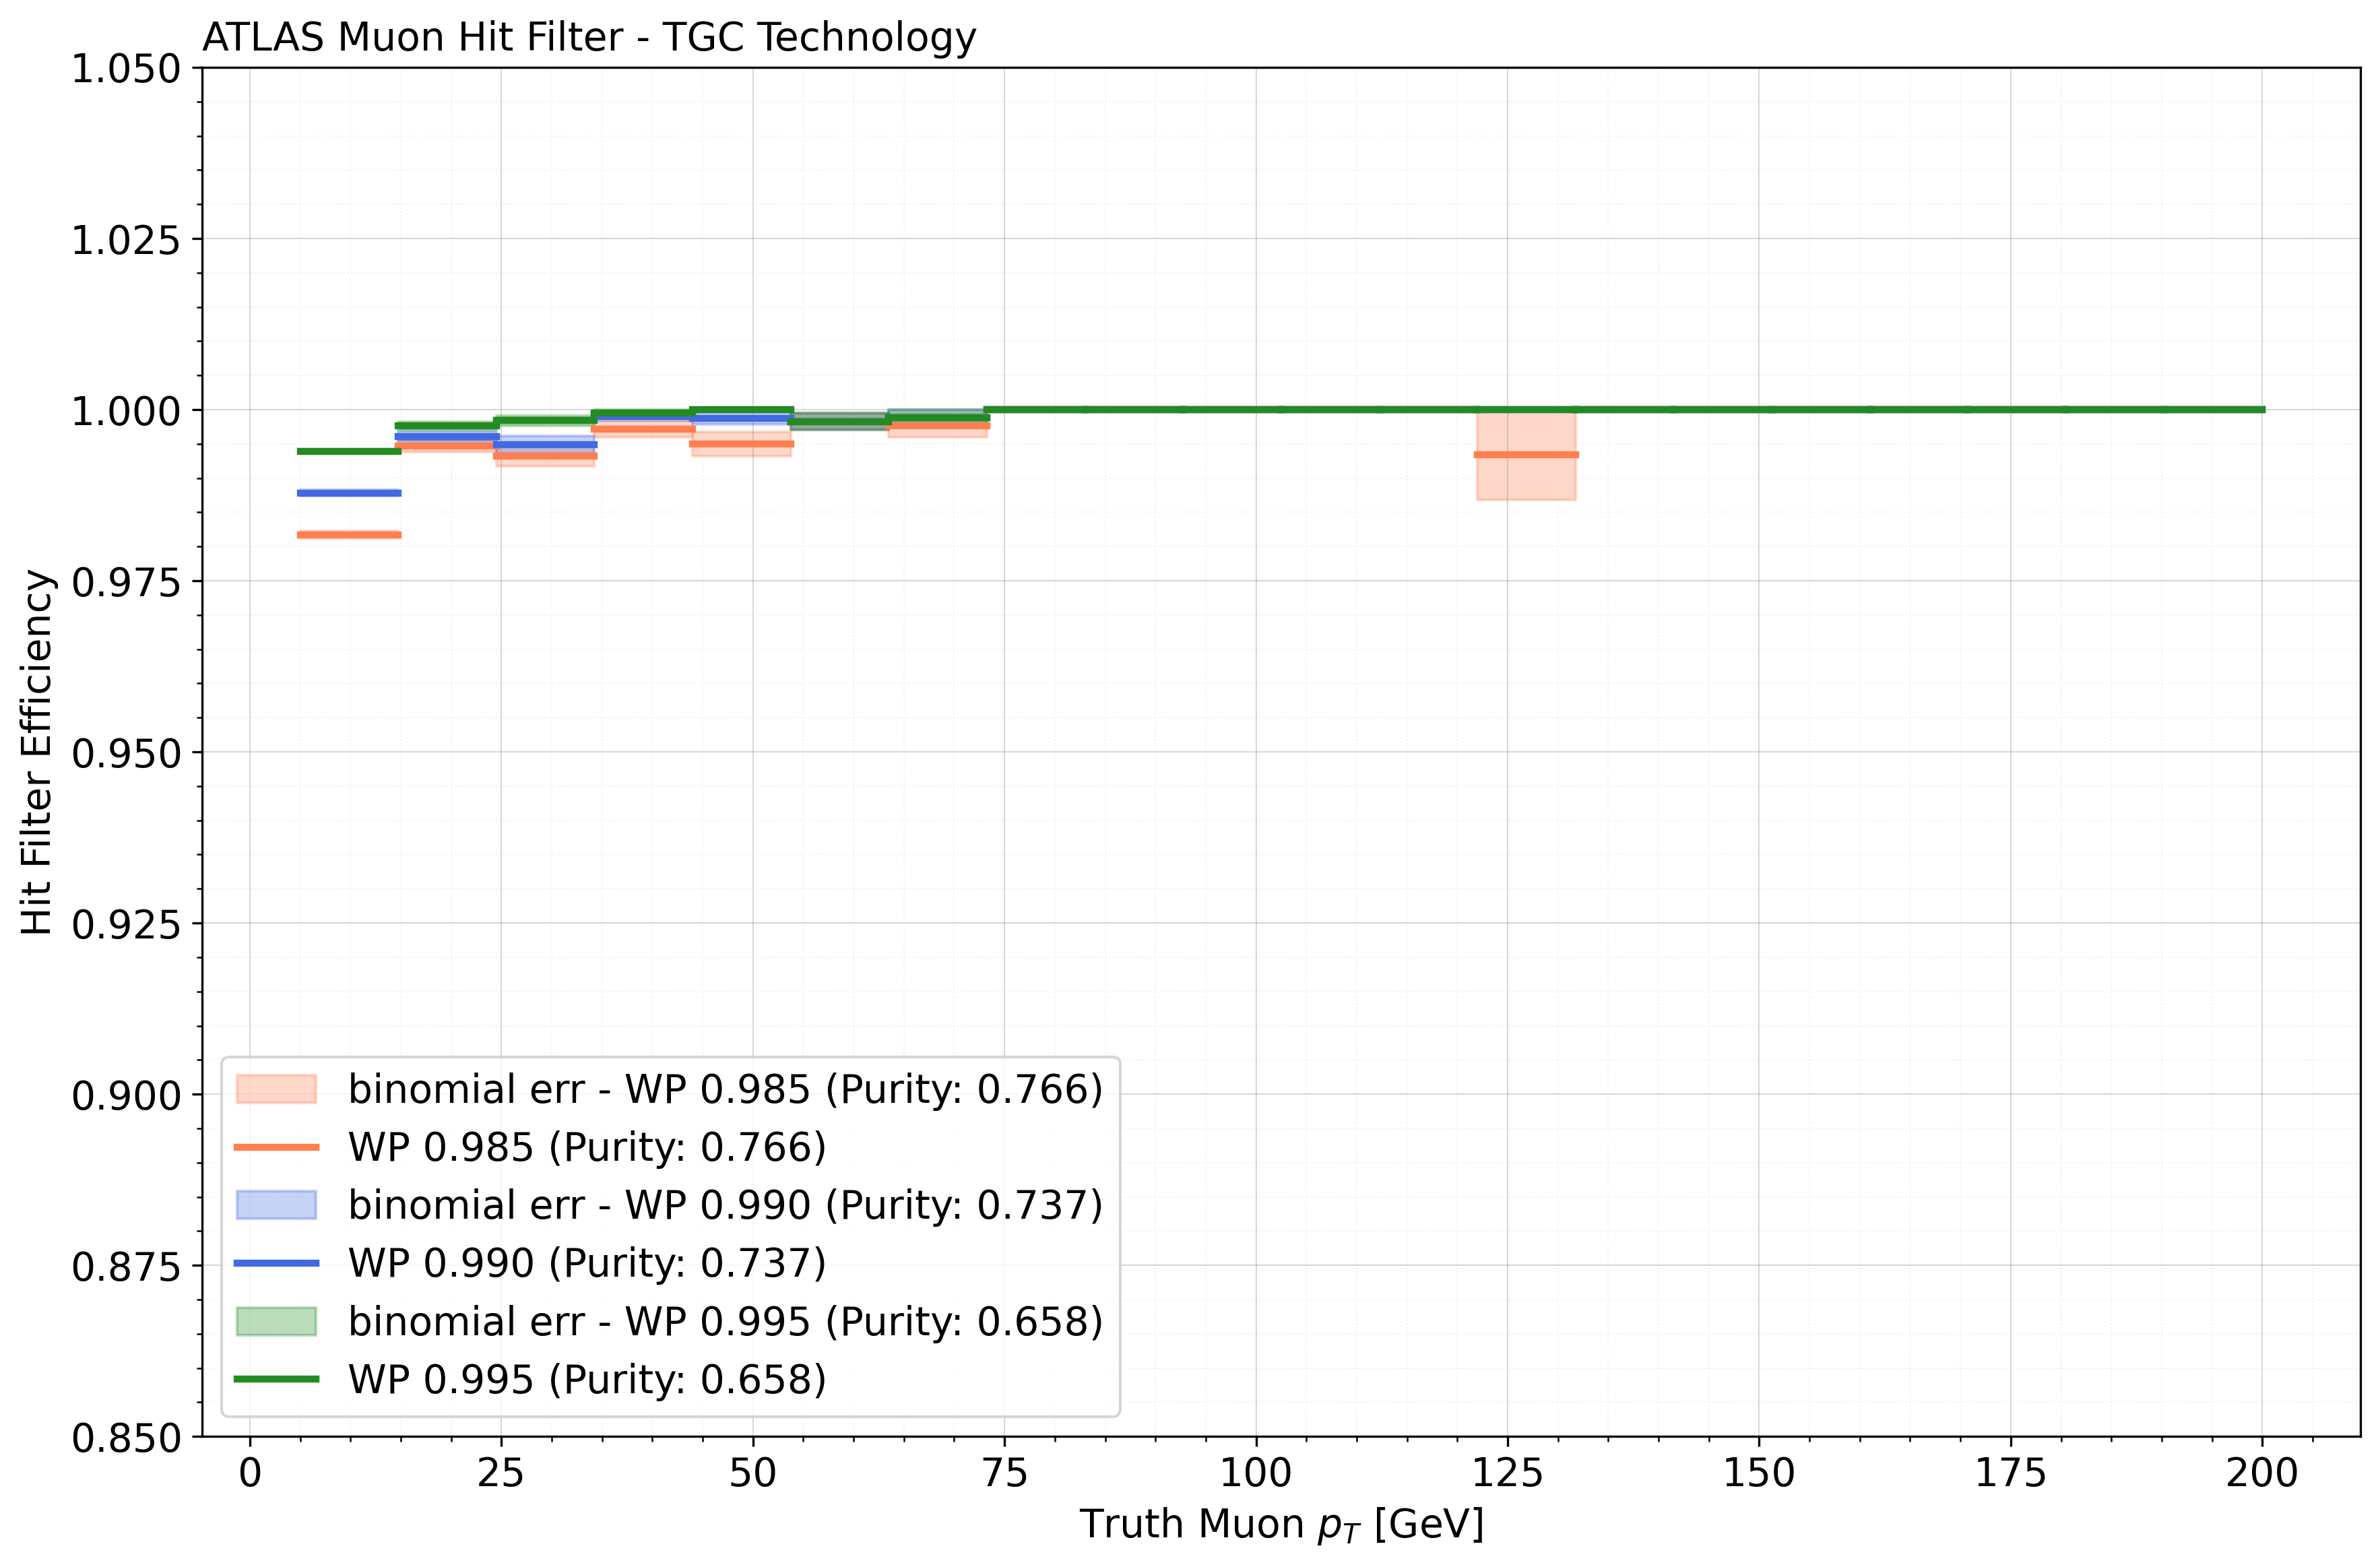 ATLAS Muon Hit Filter - TGC Technology
1.050
1.025
1.000
0.975
0.950
0.925
0.900
0.875
0.850
Hit Filter Efficiency
binomial err - WP 0.985 (Purity: 0.766)
WP 0.985 (Purity: 0.766)
binomial err - WP 0.990 (Purity: 0.737)
WP 0.990 (Purity: 0.737)
binomial err - WP 0.995 (Purity: 0.658)
WP 0.995 (Purity: 0.658)
0 25 50 75 100 125 150 175 200
Truth Muon $p_T$ [GeV]